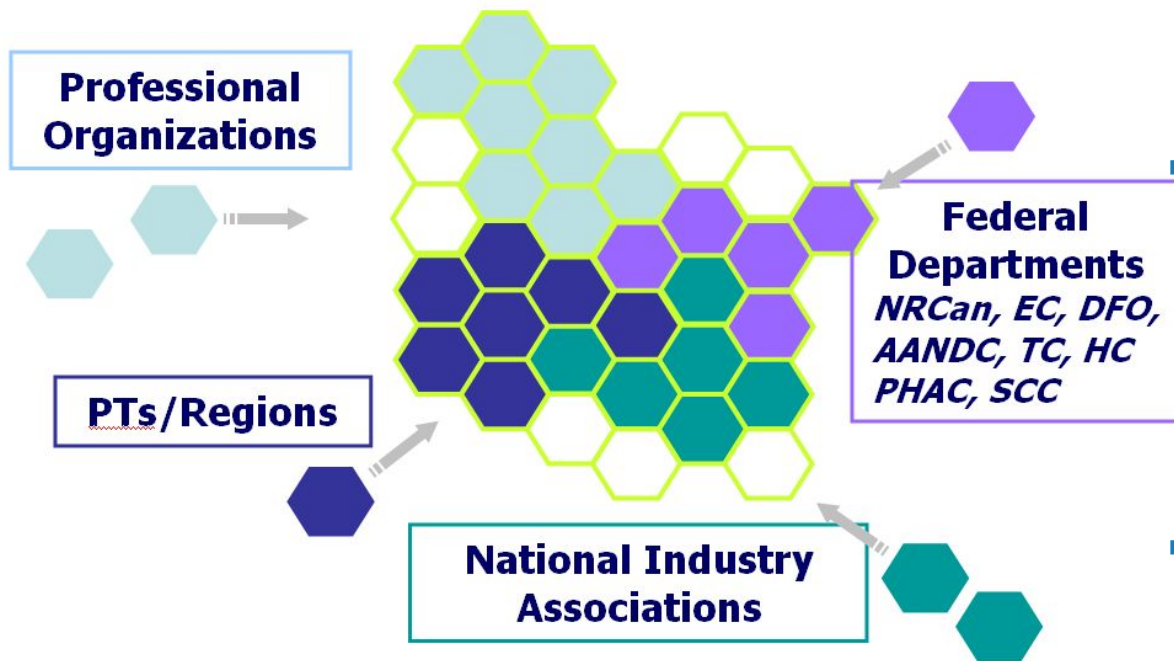 Professional
Organizations
Federal
Departments
NRCan, EC, DFO,
AANDC, TC, HC
PHAC, SCC
PTs/Regions
National Industry
Associations